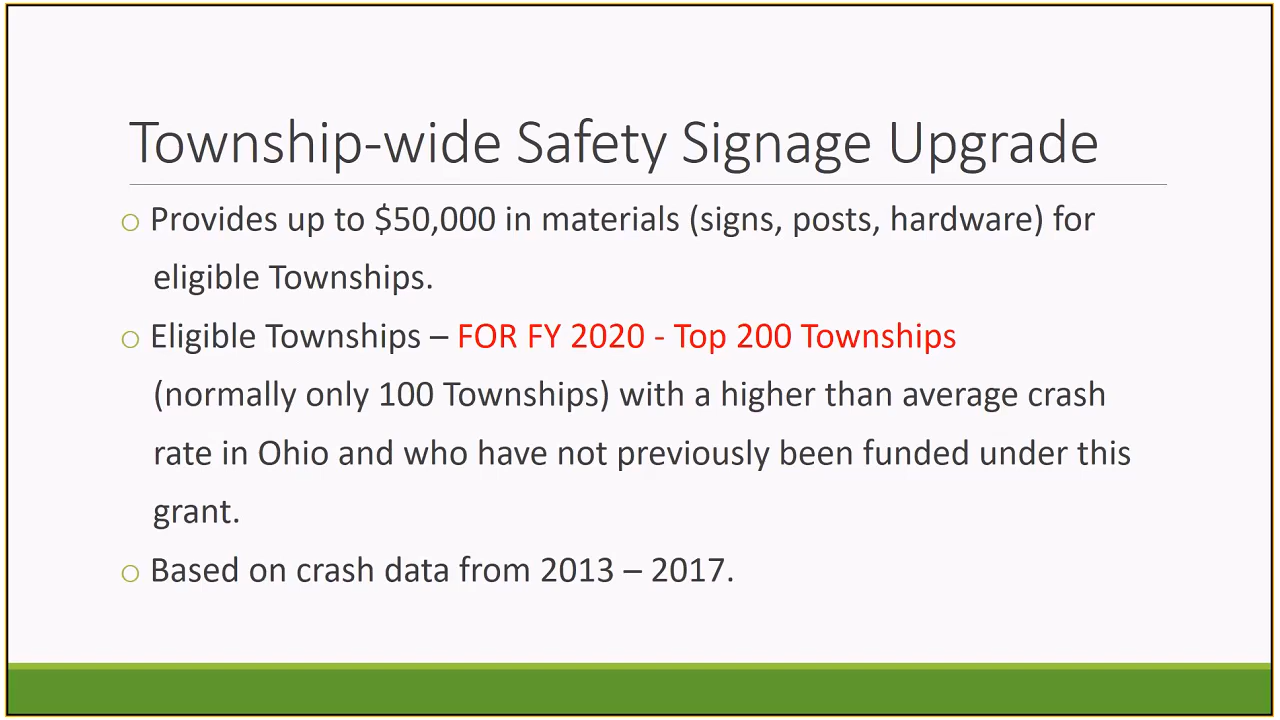 Township-wide Safety Signage Upgrade
o Provides up to $50,000 in materials (signs, posts, hardware) for
eligible Townships.
o Eligible Townships – FOR FY 2020 - Top 200 Townships
(normally only 100 Townships) with a higher than average crash
rate in Ohio and who have not previously been funded under this
grant.
o Based on crash data from 2013 – 2017.